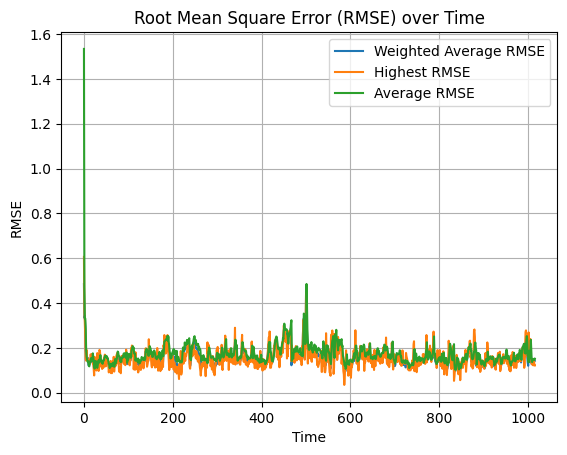 Root Mean Square Error (RMSE) over Time
Weighted Average RMSE
Highest RMSE
Average RMSE
RMSE
1.6
1.4
1.2
1.0
0.8
0.6
0.4
0.2
0.0
0
200
400
600
800
1000
Time